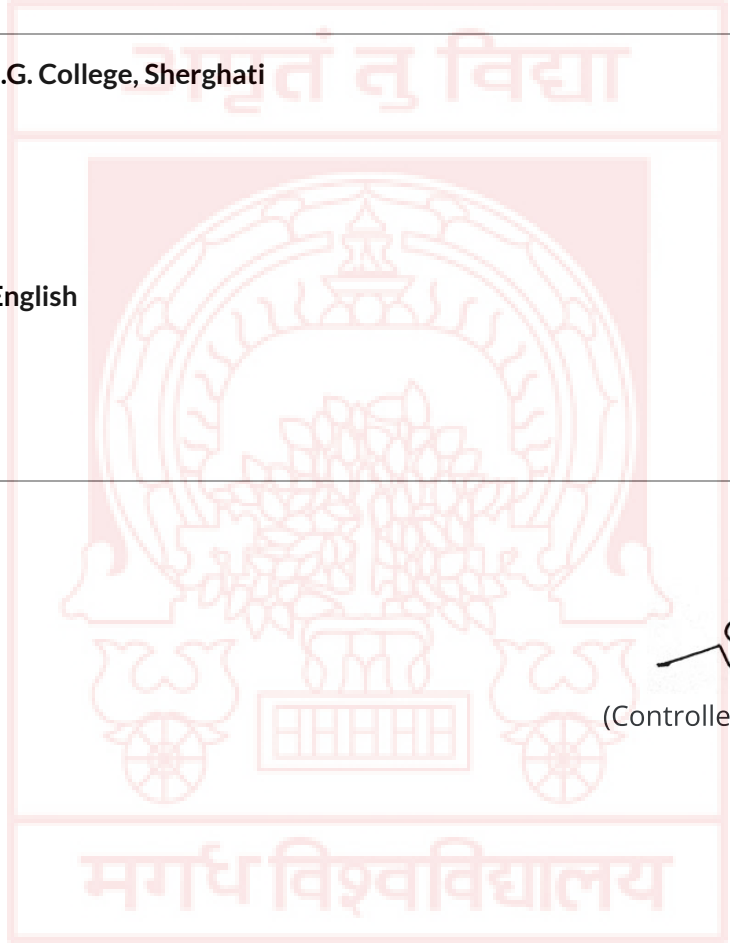 अमृतं तु विद्या
.G. College, Sherghati
English
(Controlle
मगध विश्वविद्यालय